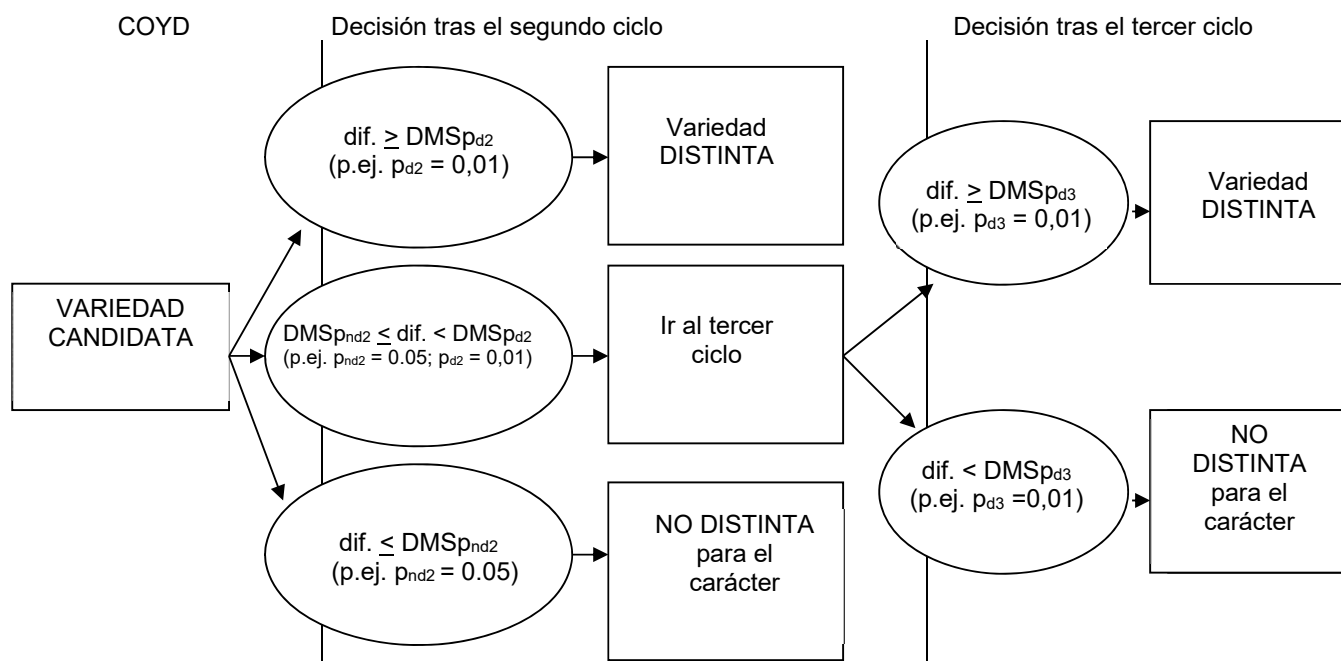 COYD
Decisión tras el segundo ciclo
Decisión tras el tercer ciclo
VARIEDAD
CANDIDATA
dif. ≥ DMSpd2
(p.ej. pd2 = 0,01)
Variedad
DISTINTA
DMSpnd2 ≤ dif. < DMSpd2
(p.ej. pnd2 = 0.05; pd2 = 0,01)
Ir al tercer
ciclo
dif. ≤ DMSpnd2
(p.ej. pnd2 = 0.05)
NO DISTINTA
para el
carácter
dif. ≥ DMSpd3
(p.ej. pd3 = 0,01)
Variedad
DISTINTA
dif. < DMSpd3
(p.ej. pd3 =0,01)
NO
DISTINTA
para el
carácter